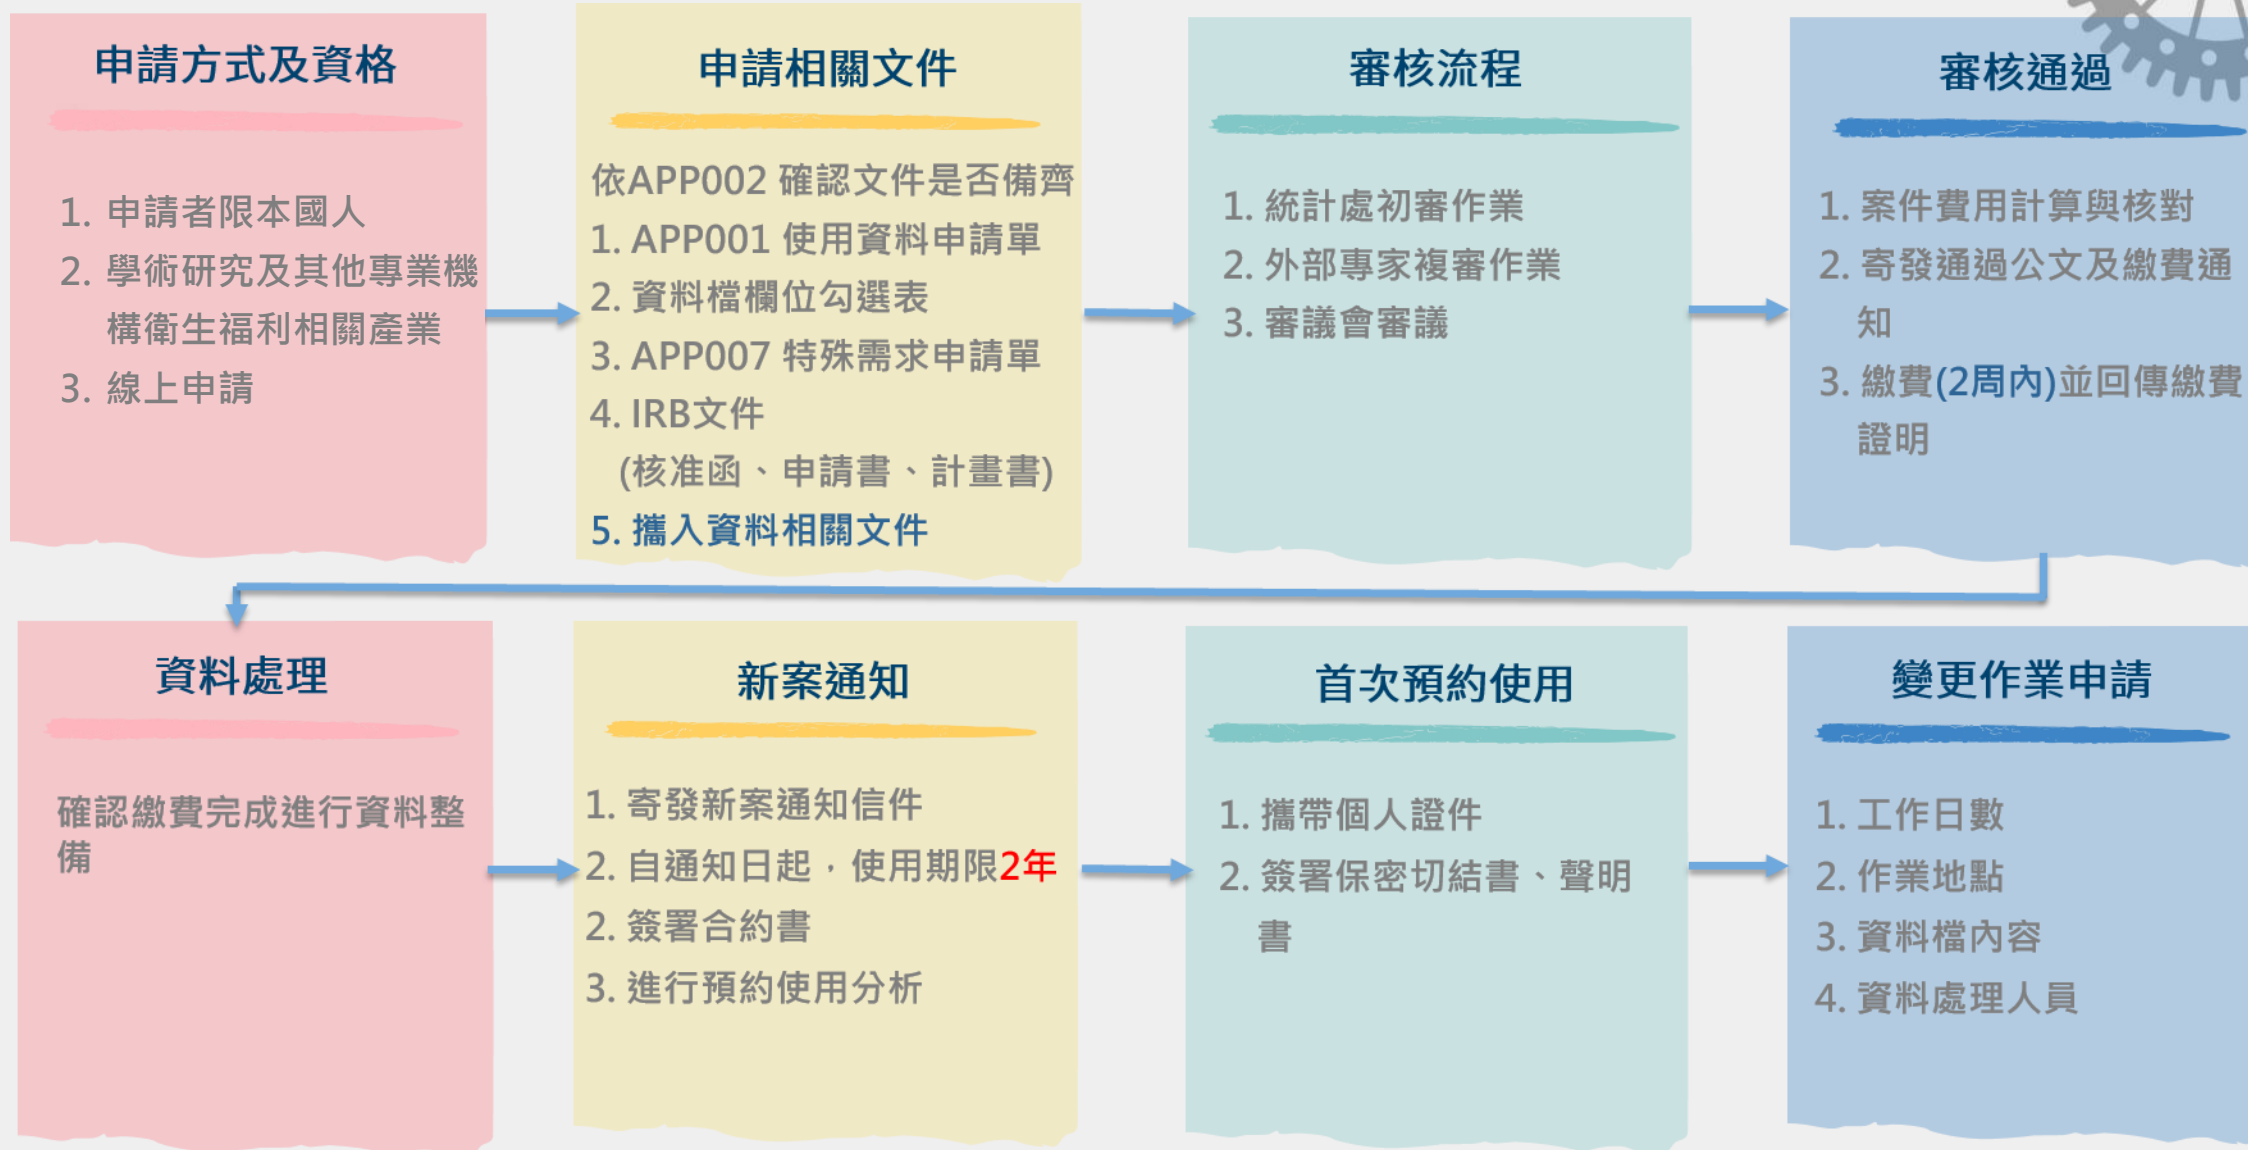 申請方式及資格
1. 申請者限本國人
2. 學術研究及其他專業機
構衛生福利相關產業
3. 線上申請
申請相關文件
依APP002 確認文件是否備齊
1. APP001 使用資料申請單
2. 資料檔欄位勾選表
3. APP007 特殊需求申請單
4. IRB文件
(核准函、申請書、計畫書)
5. 攜入資料相關文件
審核流程
1. 統計處初審作業
2. 外部專家複審作業
3. 審議會審議
審核通過
1. 案件費用計算與核對
2. 寄發通過公文及繳費通
知
3. 繳費(2周內)並回傳繳費
證明
資料處理
確認繳費完成進行資料整
備
新案通知
1. 寄發新案通知信件
2. 自通知日起，使用期限2年
2. 簽署合約書
3. 進行預約使用分析
首次預約使用
1. 攜帶個人證件
2. 簽署保密切結書、聲明
書
變更作業申請
1. 工作日數
2. 作業地點
3. 資料檔內容
4. 資料處理人員